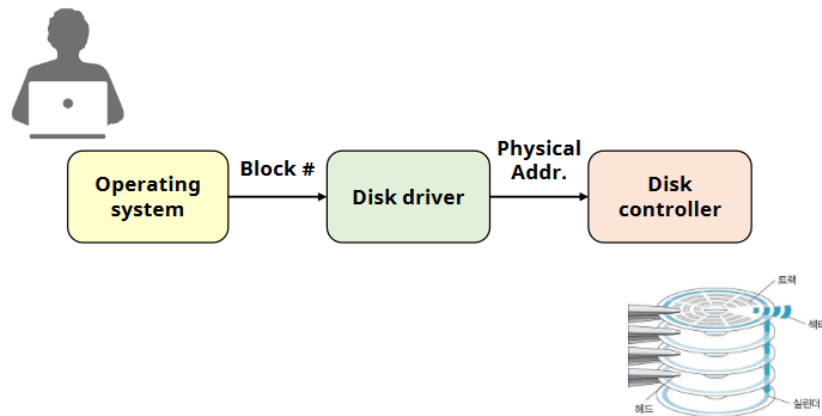 Operating
system
Block #
Disk driver
Physical
Addr.
Disk
controller
트랙
실린더
헤드